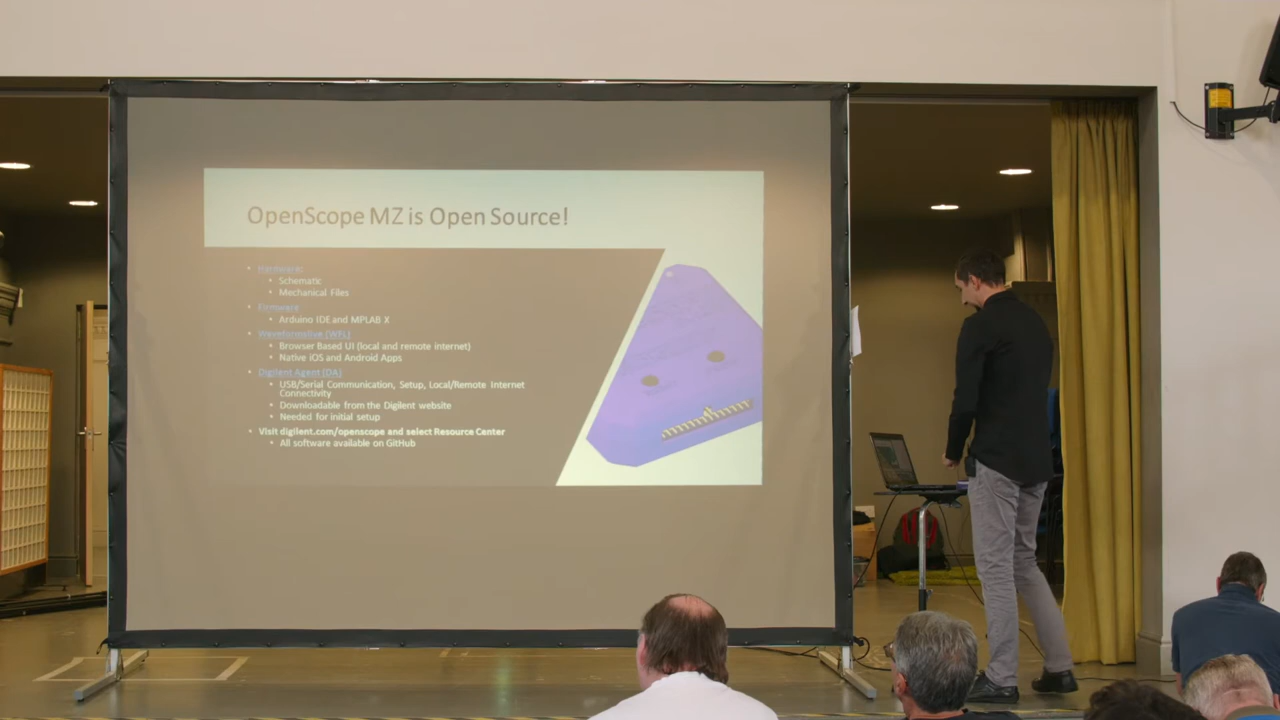 OpenScope MZ is Open Source!
Hardware:
Schematic
Mechanical Files
Firmware
Arduino IDE and MPLAB X
Waveformslive (WFL)
Browser Based UI (local and remote internet)
Native iOS and Android Apps
Digilent Agent (DA)
USB/Serial Communication, Setup, Local/Remote Internet
Connectivity
Downloadable from the Digilent website
Needed for initial setup
Visit digilent.com/openscope and select Resource Center
All software available on GitHub